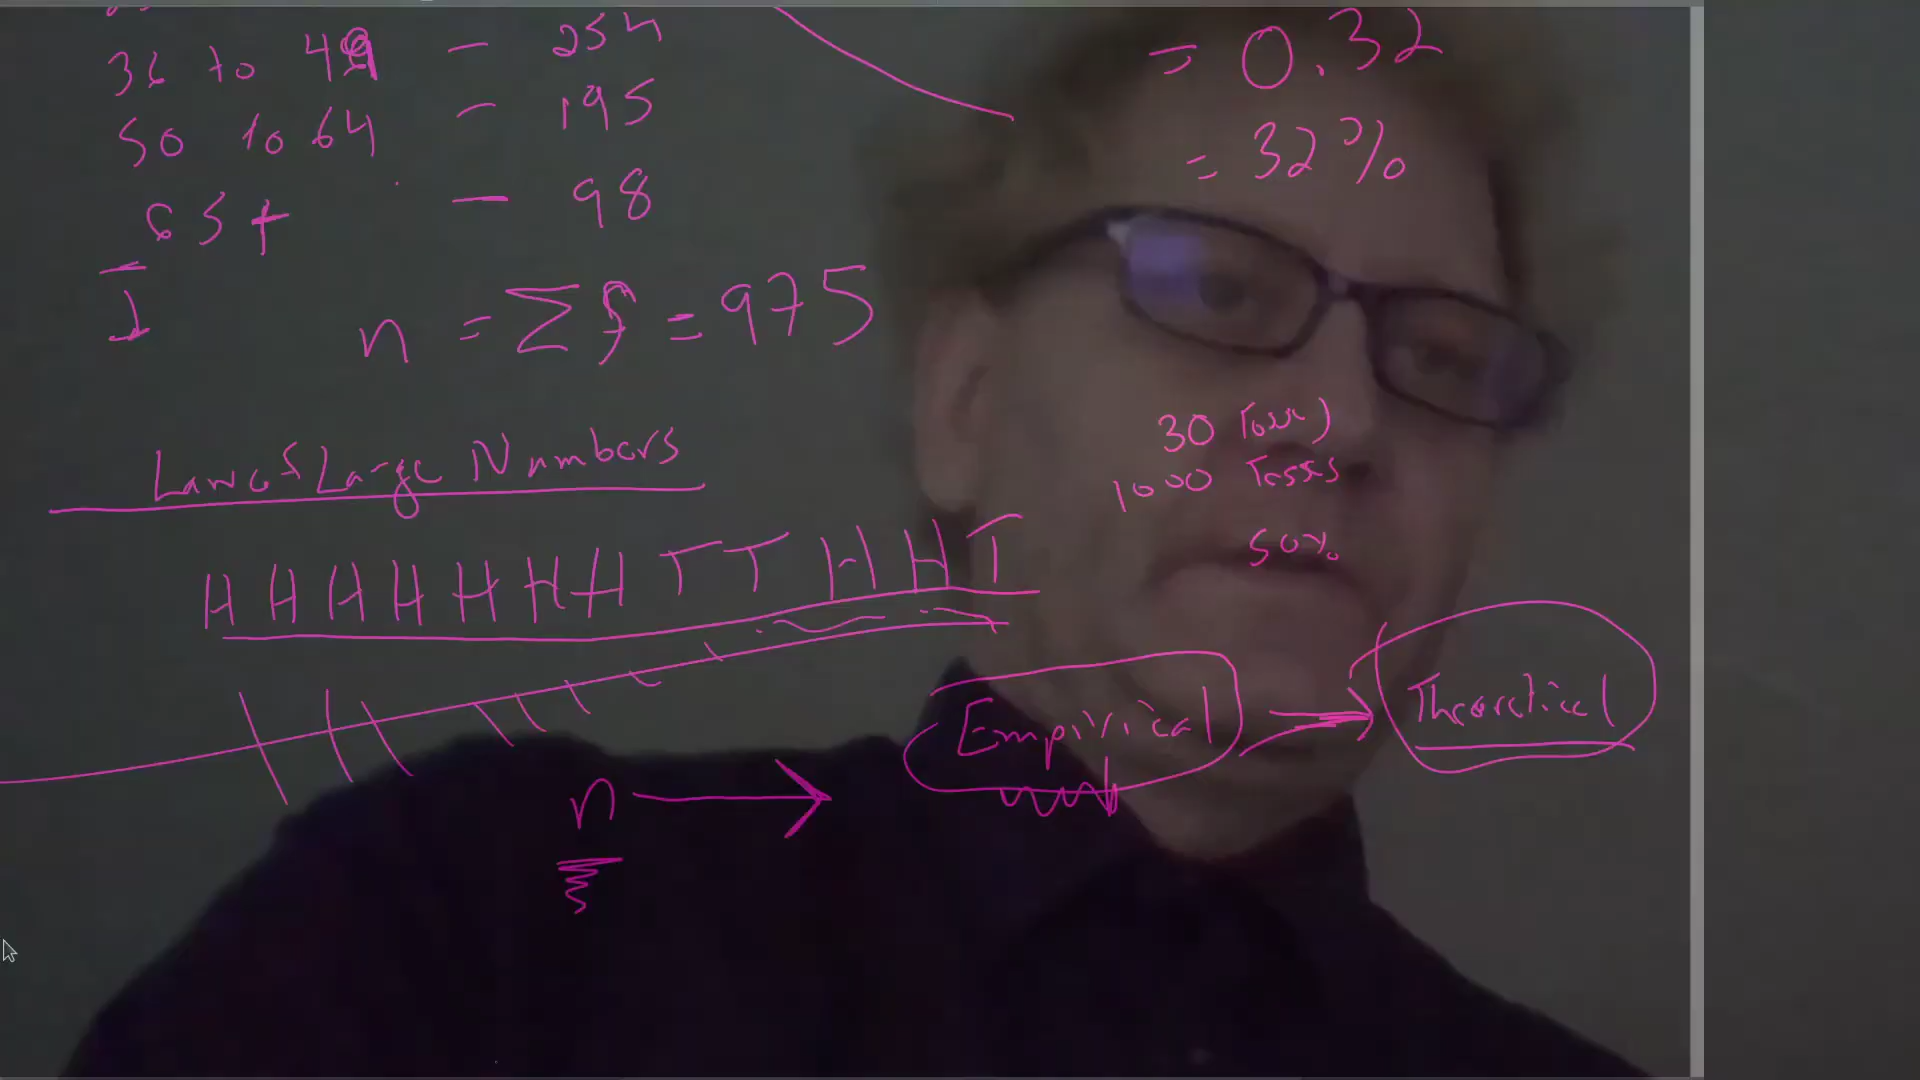 36 to 49 - 254
50 to 64 - 195
65+ - 98
n = Σf = 975
= 0.32
= 32%
Law of Large Numbers
30 Tosses
1000 Tosses
50%
H H H H H H H T T H H T
Empirical → Theoretical
n →